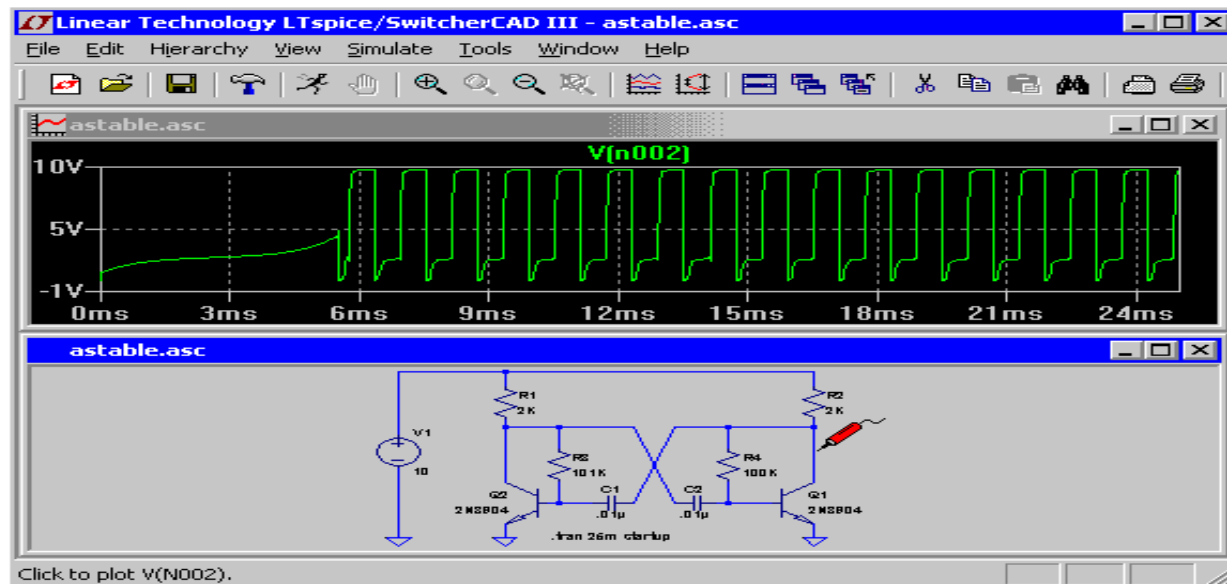 Linear Technology LTspice/SwitcherCAD III - astable.asc
File Edit Hierarchy View Simulate Tools Window Help
astable.asc
V(n002)
10V
5V
-1V
0ms 3ms 6ms 9ms 12ms 15ms 18ms 21ms 24ms
astable.asc
R1
2K
R2
2K
V1
10
R3
101K
R4
100K
C1
.01µ
C2
.01µ
Q2
2N3904
Q1
2N3904
.tran 26m startup
Click to plot V(N002).